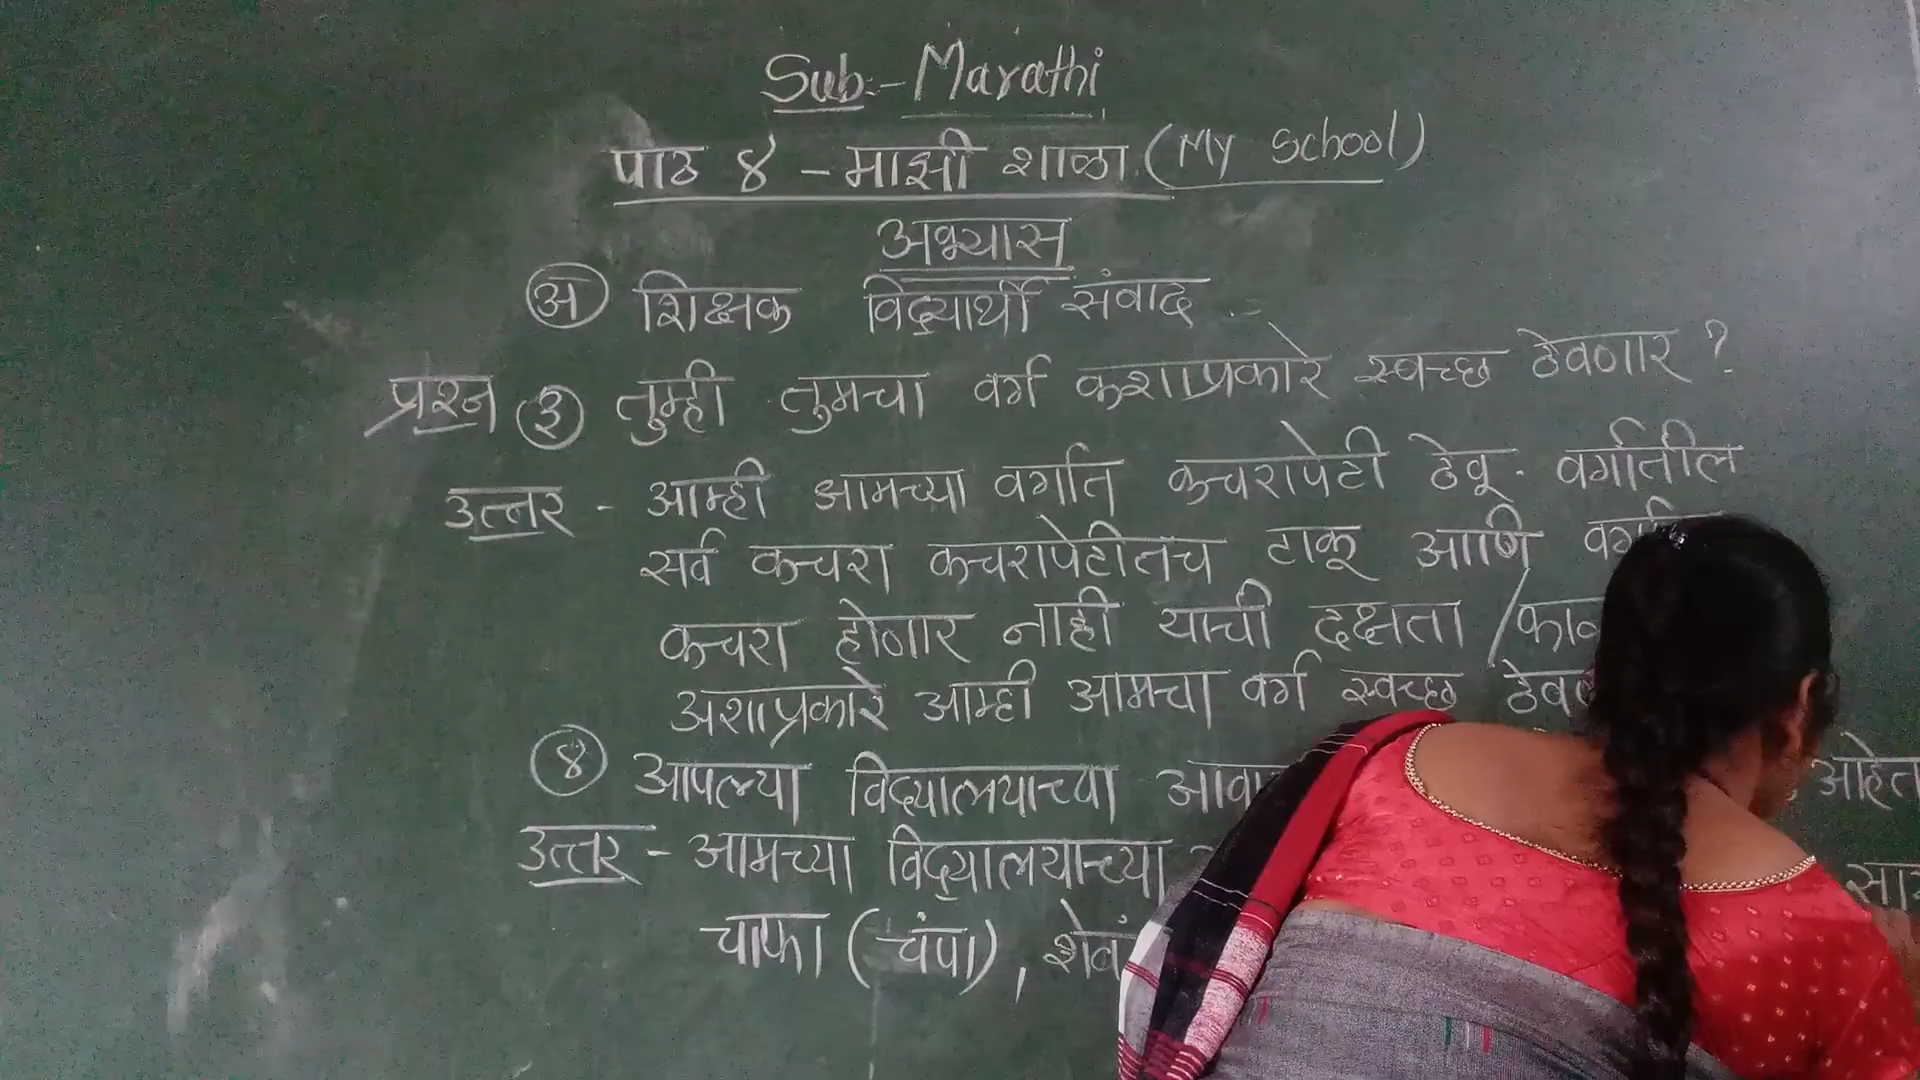 Sub:- Marathi
पाठ ४ - माझी शाळा (My School)
अभ्यास
अ शिक्षक विद्यार्थी संवाद
प्रश्न ३ तुम्ही तुमचा वर्ग कशाप्रकारे स्वच्छ ठेवणार ?
उत्तर - आम्ही आमच्या वर्गात कचरापेटी ठेवू. वर्गातील
सर्व कचरा कचरापेटीतच टाकू आणि
कचरा होणार नाही याची दक्षता /
अशाप्रकारे आम्ही आमचा वर्ग स्वच्छ
४ आपल्या विद्यालयाच्या
उत्तर - आमच्या विद्यालयाच्या
चाफा (चंपा),